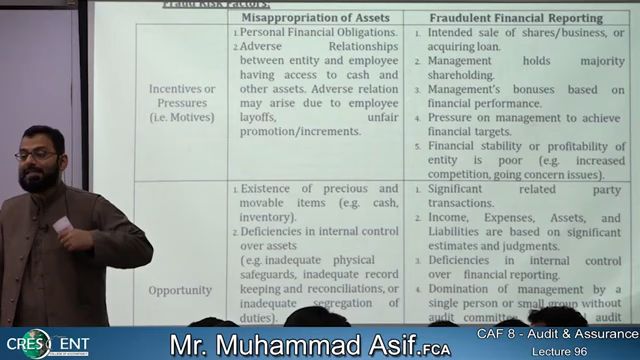 Fraud Risk Factors:
Misappropriation of Assets
Fraudulent Financial Reporting
Incentives or
Pressures
(i.e. Motives)
1. Personal Financial Obligations.
2. Adverse Relationships
between entity and employee
having access to cash and
other assets. Adverse relation
may arise due to employee
layoffs, unfair
promotion/increments.
1. Intended sale of shares/business, or
acquiring loan.
2. Management holds majority
shareholding.
3. Management's bonuses based on
financial performance.
4. Pressure on management to achieve
financial targets.
5. Financial stability or profitability of
entity is poor (e.g. increased
competition, going concern issues).
Opportunity
1. Existence of precious and
movable items (e.g. cash,
inventory).
2. Deficiencies in internal control
over assets
(e.g. inadequate physical
safeguards, inadequate record
keeping and reconciliations, or
inadequate segregation of
duties).
1. Significant related party
transactions.
2. Income, Expenses, Assets, and
Liabilities are based on significant
estimates and judgments.
3. Deficiencies in internal control
over financial reporting.
4. Domination of management by a
single person or small group without
audit committee audit
CRESCENT
COLLEGE OF ACCOUNTANCY
Mr. Muhammad Asif.FCA
CAF 8 - Audit & Assurance
Lecture 96